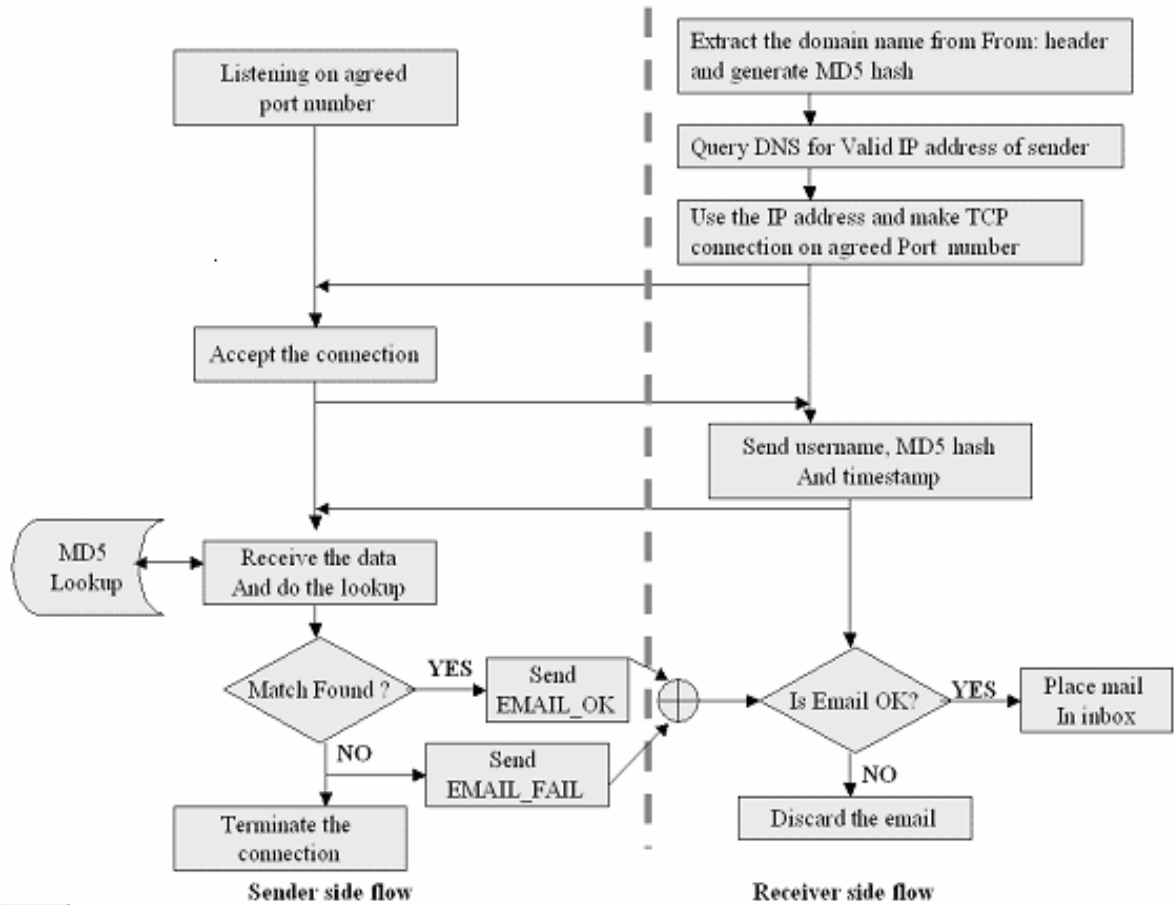 Listening on agreed
port number
Accept the connection
MD5
Lookup
Receive the data
And do the lookup
Match Found ?
YES
Send
EMAIL_OK
NO
Send
EMAIL_FAIL
Terminate the
connection
Sender side flow
Extract the domain name from From: header
and generate MD5 hash
Query DNS for Valid IP address of sender
Use the IP address and make TCP
connection on agreed Port number
Send username, MD5 hash
And timestamp
Is Email OK?
YES
Place mail
In inbox
NO
Discard the email
Receiver side flow